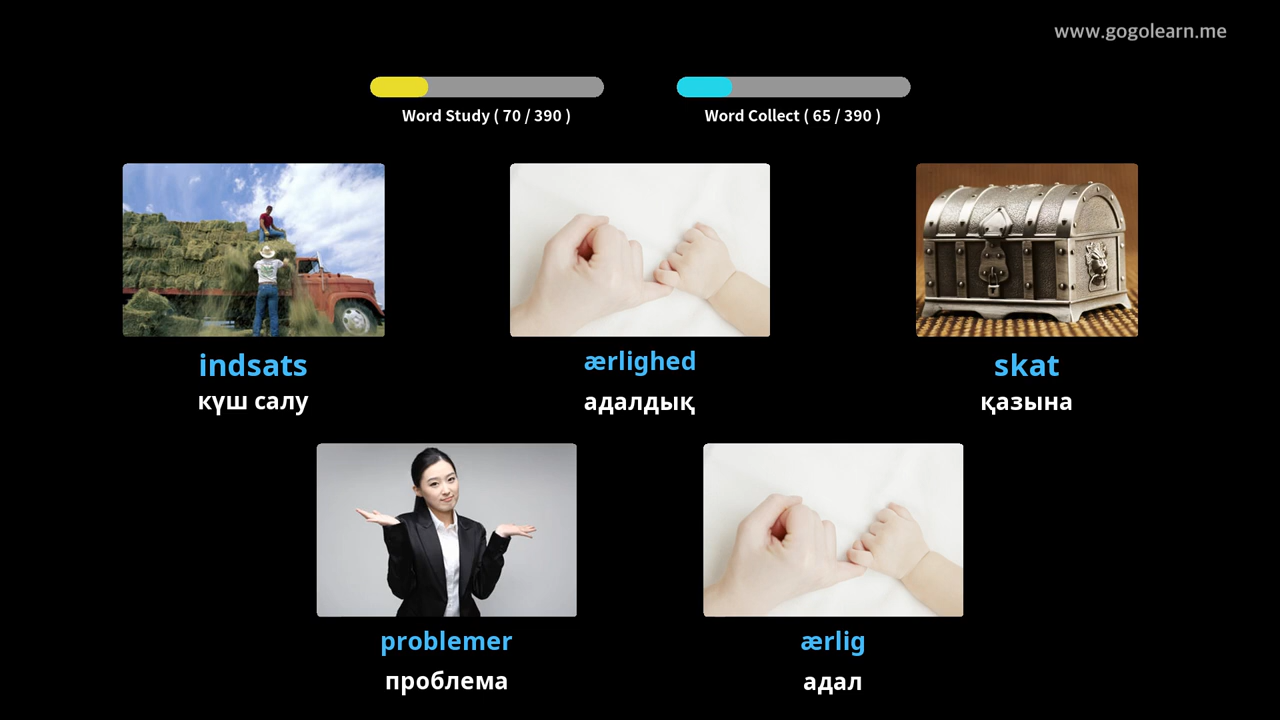 www.gogolearn.me
Word Study ( 70 / 390 )
Word Collect ( 65 / 390 )
indsats
күш салу
ærlighed
адалдық
skat
қазына
problemer
проблема
ærlig
адал